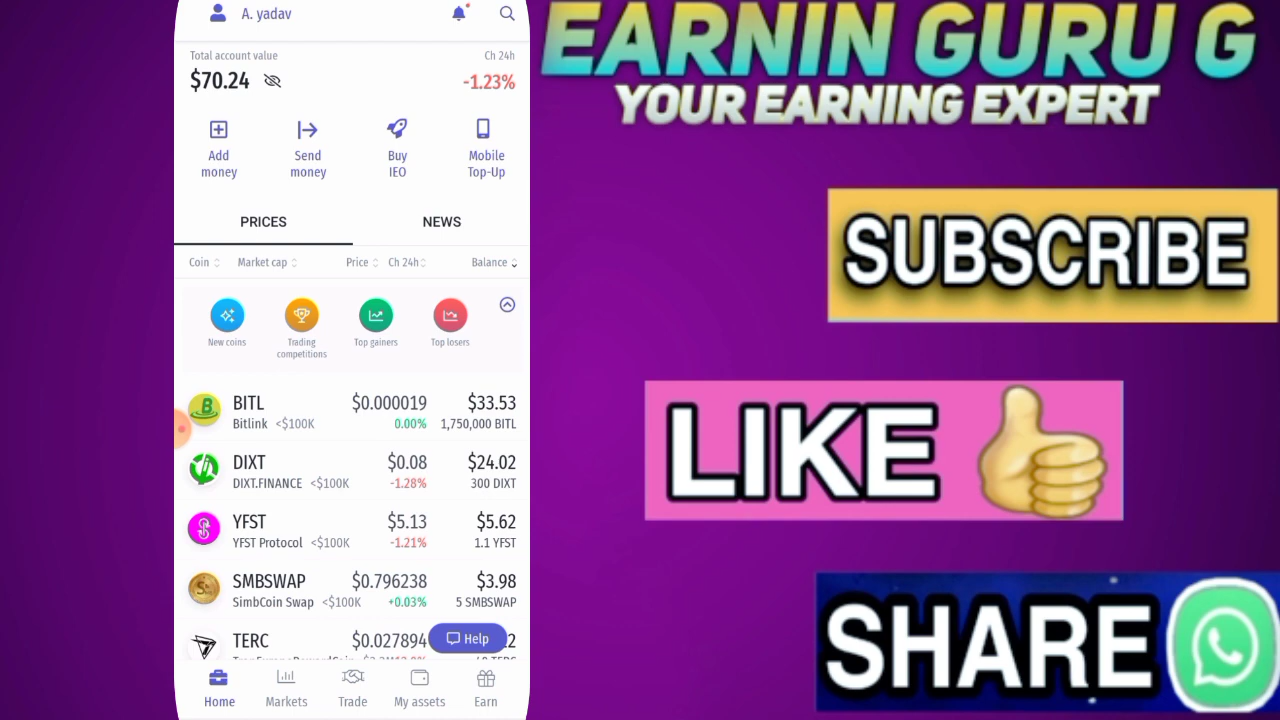 A. yadav
Total account value
Ch 24h
$70.24
-1.23%
Add money
Send money
Buy IEO
Mobile Top-Up
PRICES
NEWS
Coin
Market cap
Price
Ch 24h
Balance
New coins
Trading competitions
Top gainers
Top losers
BITL $0.000019 $33.53
Bitlink <$100K 0.00% 1,750,000 BITL
DIXT $0.08 $24.02
DIXT.FINANCE <$100K -1.28% 300 DIXT
YFST $5.13 $5.62
YFST Protocol <$100K -1.21% 1.1 YFST
SMBSWAP $0.796238 $3.98
SimbCoin Swap <$100K +0.03% 5 SMBSWAP
TERC $0.027894 2
Help
Home
Markets
Trade
My assets
Earn
EARNIN GURU G
YOUR EARNING EXPERT
SUBSCRIBE
LIKE
SHARE